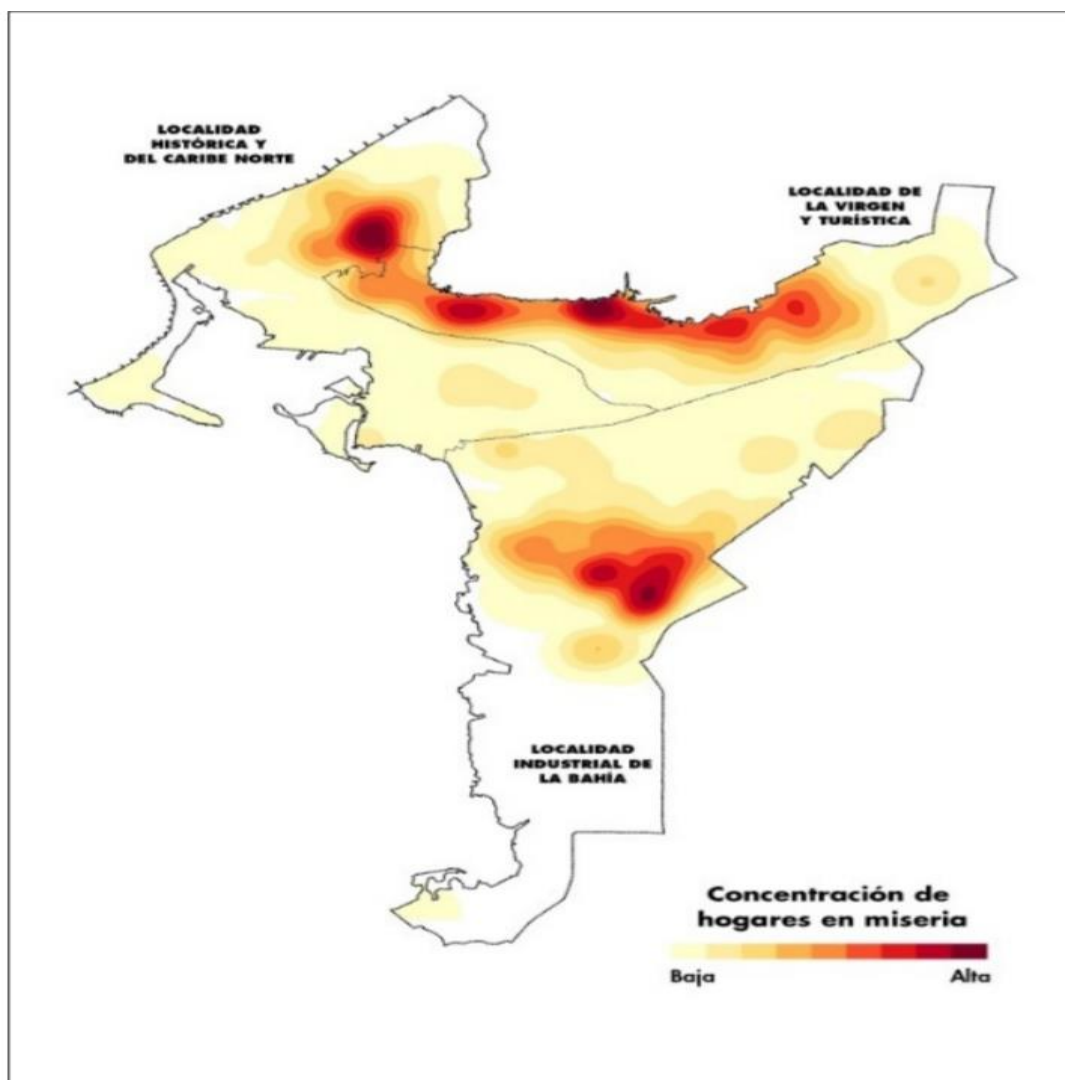 LOCALIDAD
HISTÓRICA Y
DEL CARIBE NORTE
LOCALIDAD DE
LA VIRGEN
Y TURÍSTICA
LOCALIDAD
INDUSTRIAL DE
LA BAHÍA
Concentración de
hogares en miseria
Baja Alta